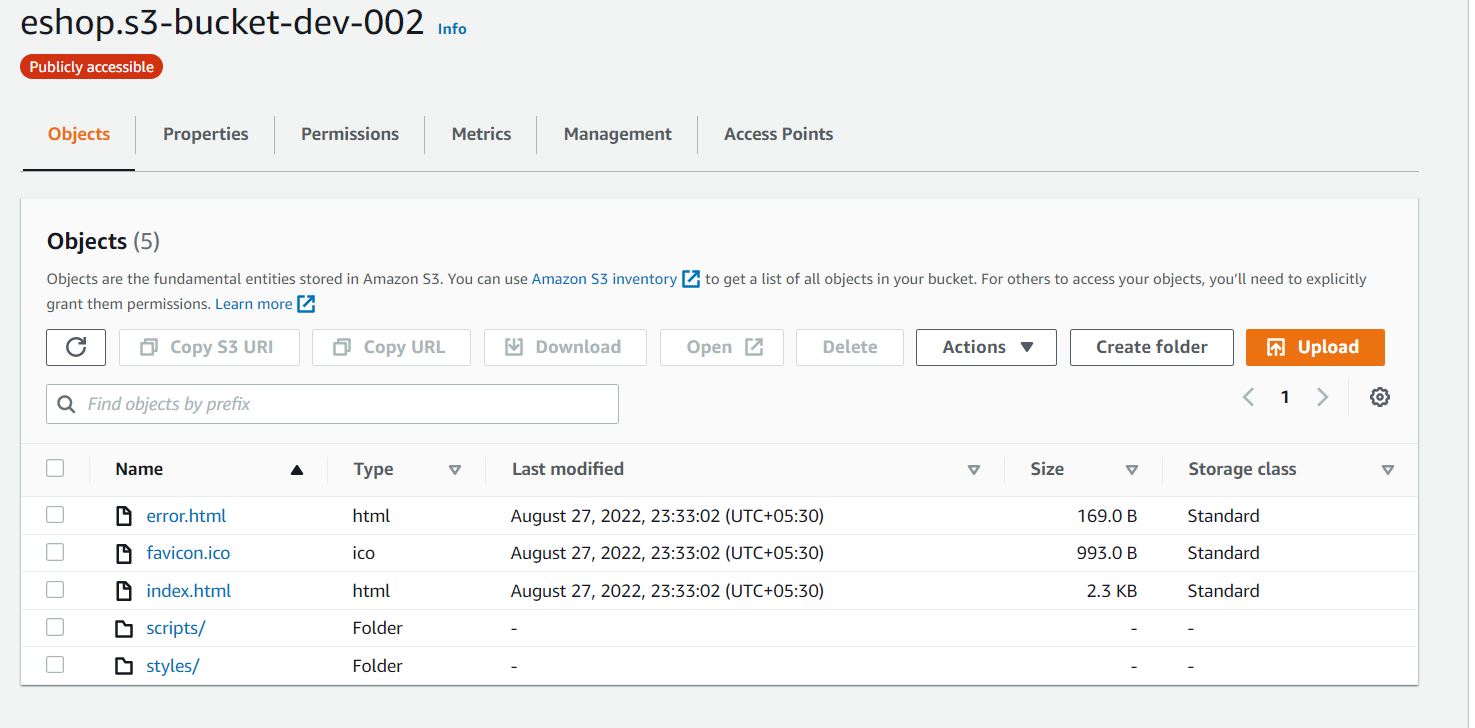 eshop.s3-bucket-dev-002 Info
Publicly accessible
Objects Properties Permissions Metrics Management Access Points
Objects (5)
Objects are the fundamental entities stored in Amazon S3. You can use Amazon S3 inventory to get a list of all objects in your bucket. For others to access your objects, you’ll need to explicitly
grant them permissions. Learn more
Copy S3 URI Copy URL Download Open Delete Actions Create folder Upload
Find objects by prefix 1
Name Type Last modified Size Storage class
error.html html August 27, 2022, 23:33:02 (UTC+05:30) 169.0 B Standard
favicon.ico ico August 27, 2022, 23:33:02 (UTC+05:30) 993.0 B Standard
index.html html August 27, 2022, 23:33:02 (UTC+05:30) 2.3 KB Standard
scripts/ Folder - - -
styles/ Folder - - -